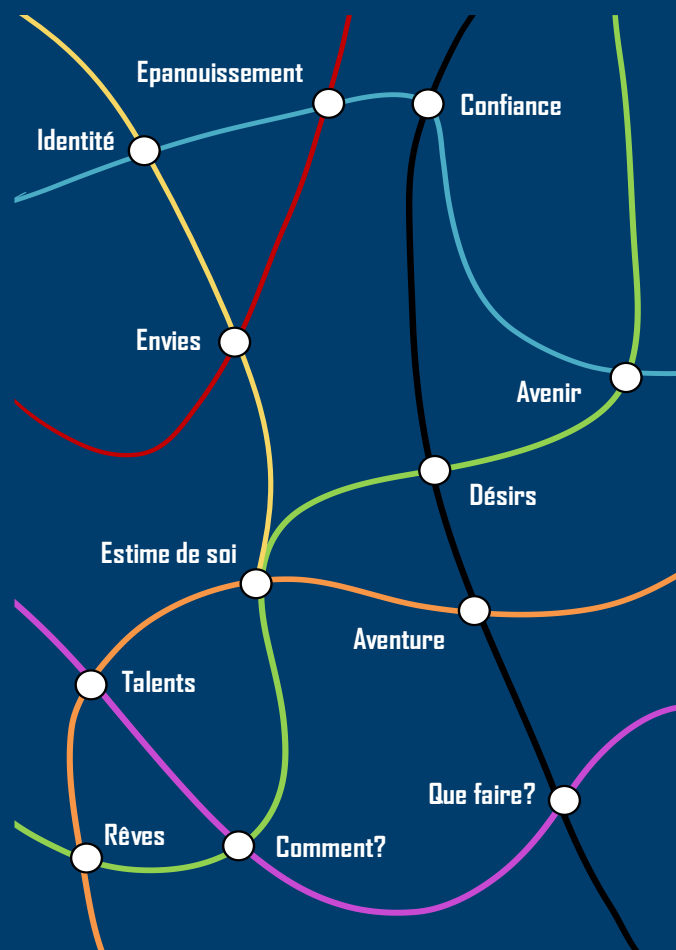 Epanouissement
Confiance
Identité
Envies
Avenir
Désirs
Estime de soi
Aventure
Talents
Que faire?
Rêves
Comment?